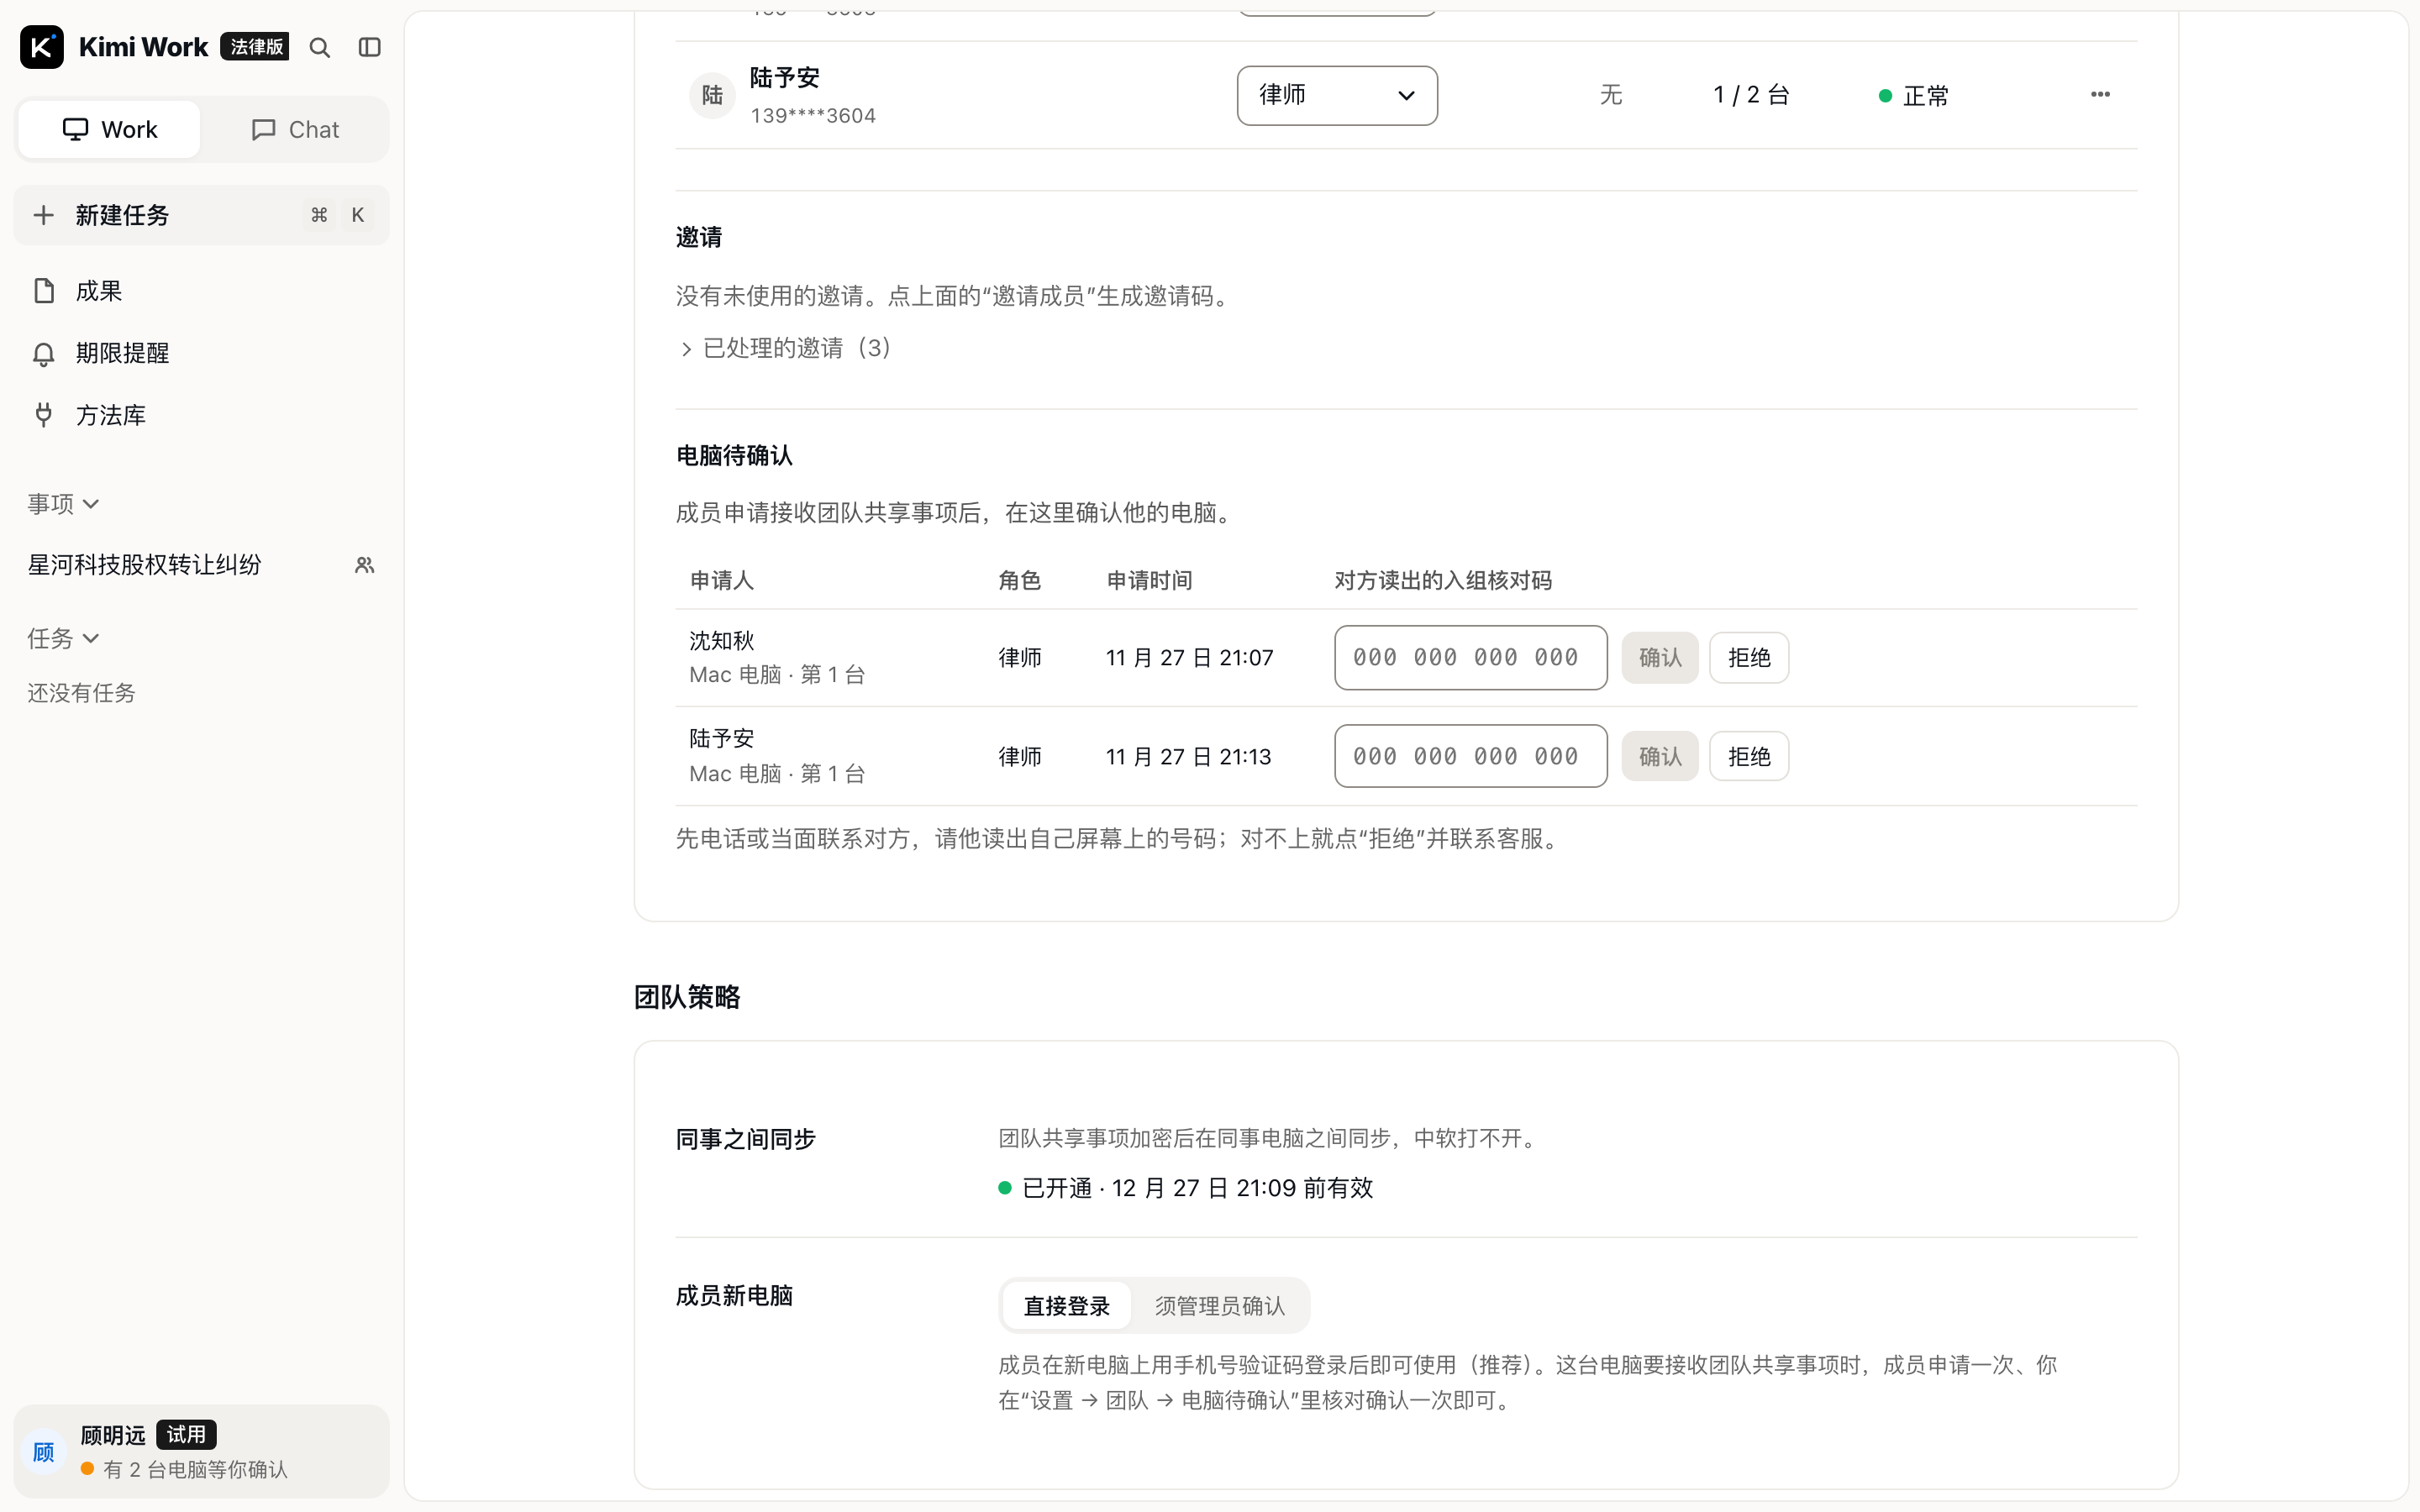 Kimi Work 法律版
Work
Chat
新建任务 ⌘ K
成果
期限提醒
方法库
事项
星河科技股权转让纠纷
任务
还没有任务
顾 顾明远 试用
有 2 台电脑等你确认
陆 陆予安
139****3604
律师
无
1 / 2 台
正常
邀请
没有未使用的邀请。点上面的“邀请成员”生成邀请码。
已处理的邀请（3）
电脑待确认
成员申请接收团队共享事项后，在这里确认他的电脑。
申请人 角色 申请时间 对方读出的入组核对码
沈知秋
Mac 电脑 · 第 1 台
律师 11 月 27 日 21:07 000 000 000 000 确认 拒绝
陆予安
Mac 电脑 · 第 1 台
律师 11 月 27 日 21:13 000 000 000 000 确认 拒绝
先电话或当面联系对方，请他读出自己屏幕上的号码；对不上就点“拒绝”并联系客服。
团队策略
同事之间同步
团队共享事项加密后在同事电脑之间同步，中软打不开。
已开通 · 12 月 27 日 21:09 前有效
成员新电脑
直接登录 须管理员确认
成员在新电脑上用手机号验证码登录后即可使用（推荐）。这台电脑要接收团队共享事项时，成员申请一次、你
在“设置 → 团队 → 电脑待确认”里核对确认一次即可。